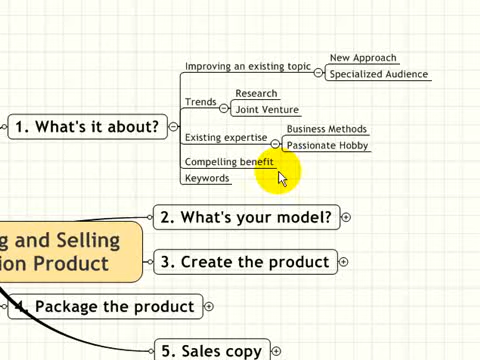 Improving an existing topic
New Approach
Specialized Audience
Trends
Research
Joint Venture
1. What's it about?
Existing expertise
Business Methods
Passionate Hobby
Compelling benefit
Keywords
2. What's your model?
g and Selling
ion Product
3. Create the product
4. Package the product
5. Sales copy